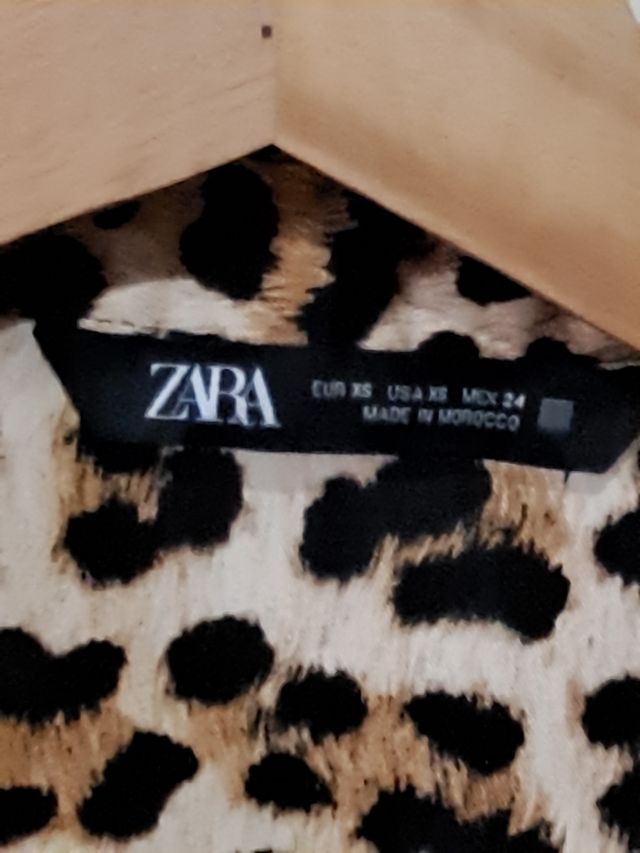 ZARA
EUR XS USA XS MEX 24
MADE IN MOROCCO